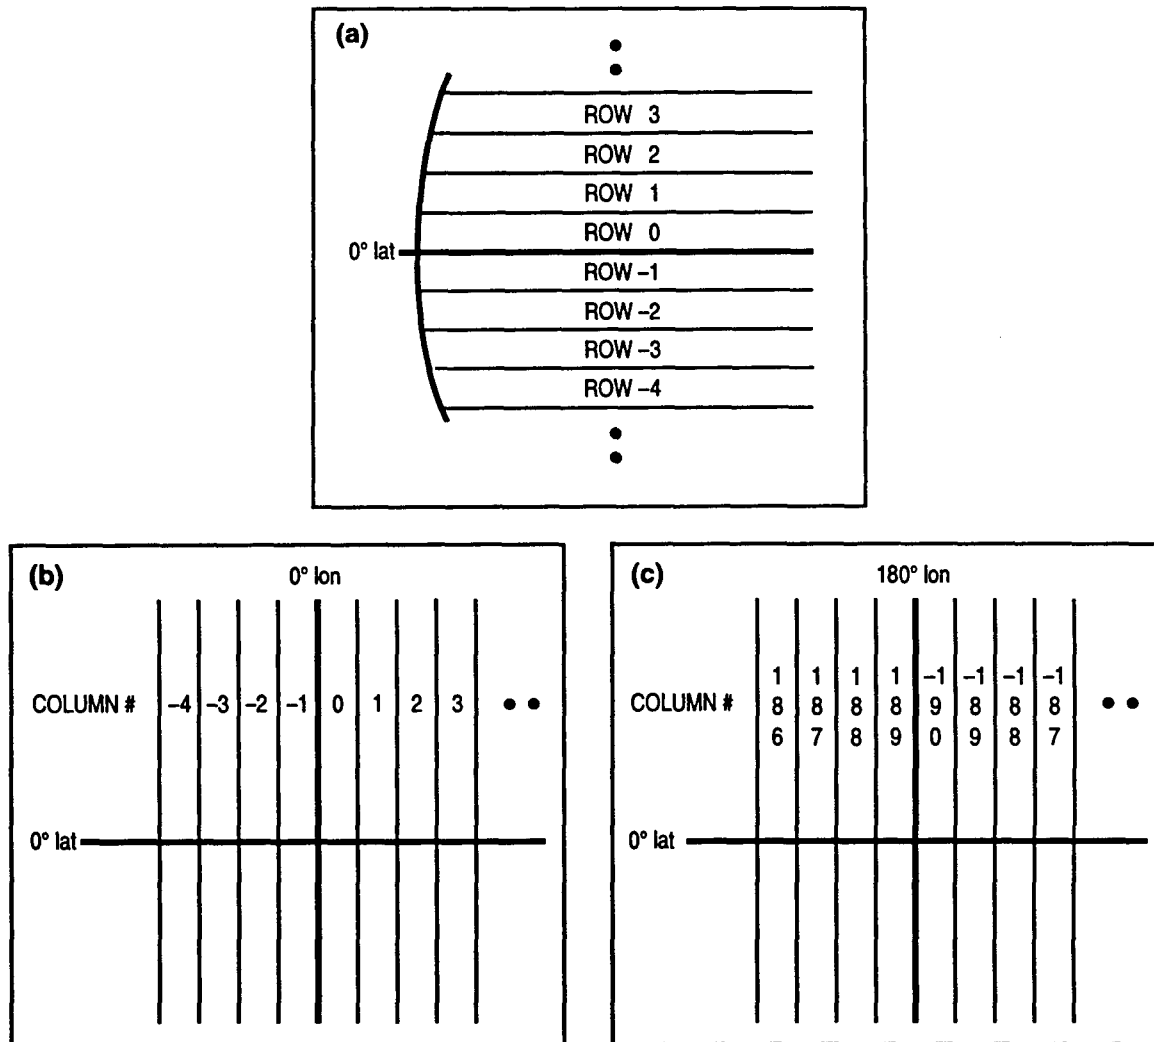 (a)
ROW 3
ROW 2
ROW 1
ROW 0
0° lat
ROW –1
ROW –2
ROW –3
ROW –4
(b)
0° lon
COLUMN # –4 –3 –2 –1 0 1 2 3
0° lat
(c)
180° lon
COLUMN # 186 187 188 189 –190 –189 –188 –187
0° lat